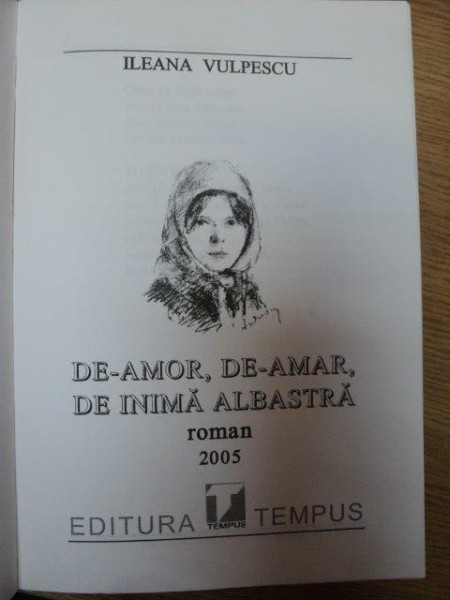 ILEANA VULPESCU
DE-AMOR, DE-AMAR,
DE INIMĂ ALBASTRĂ
roman
2005
EDITURA TEMPUS TEMPUS